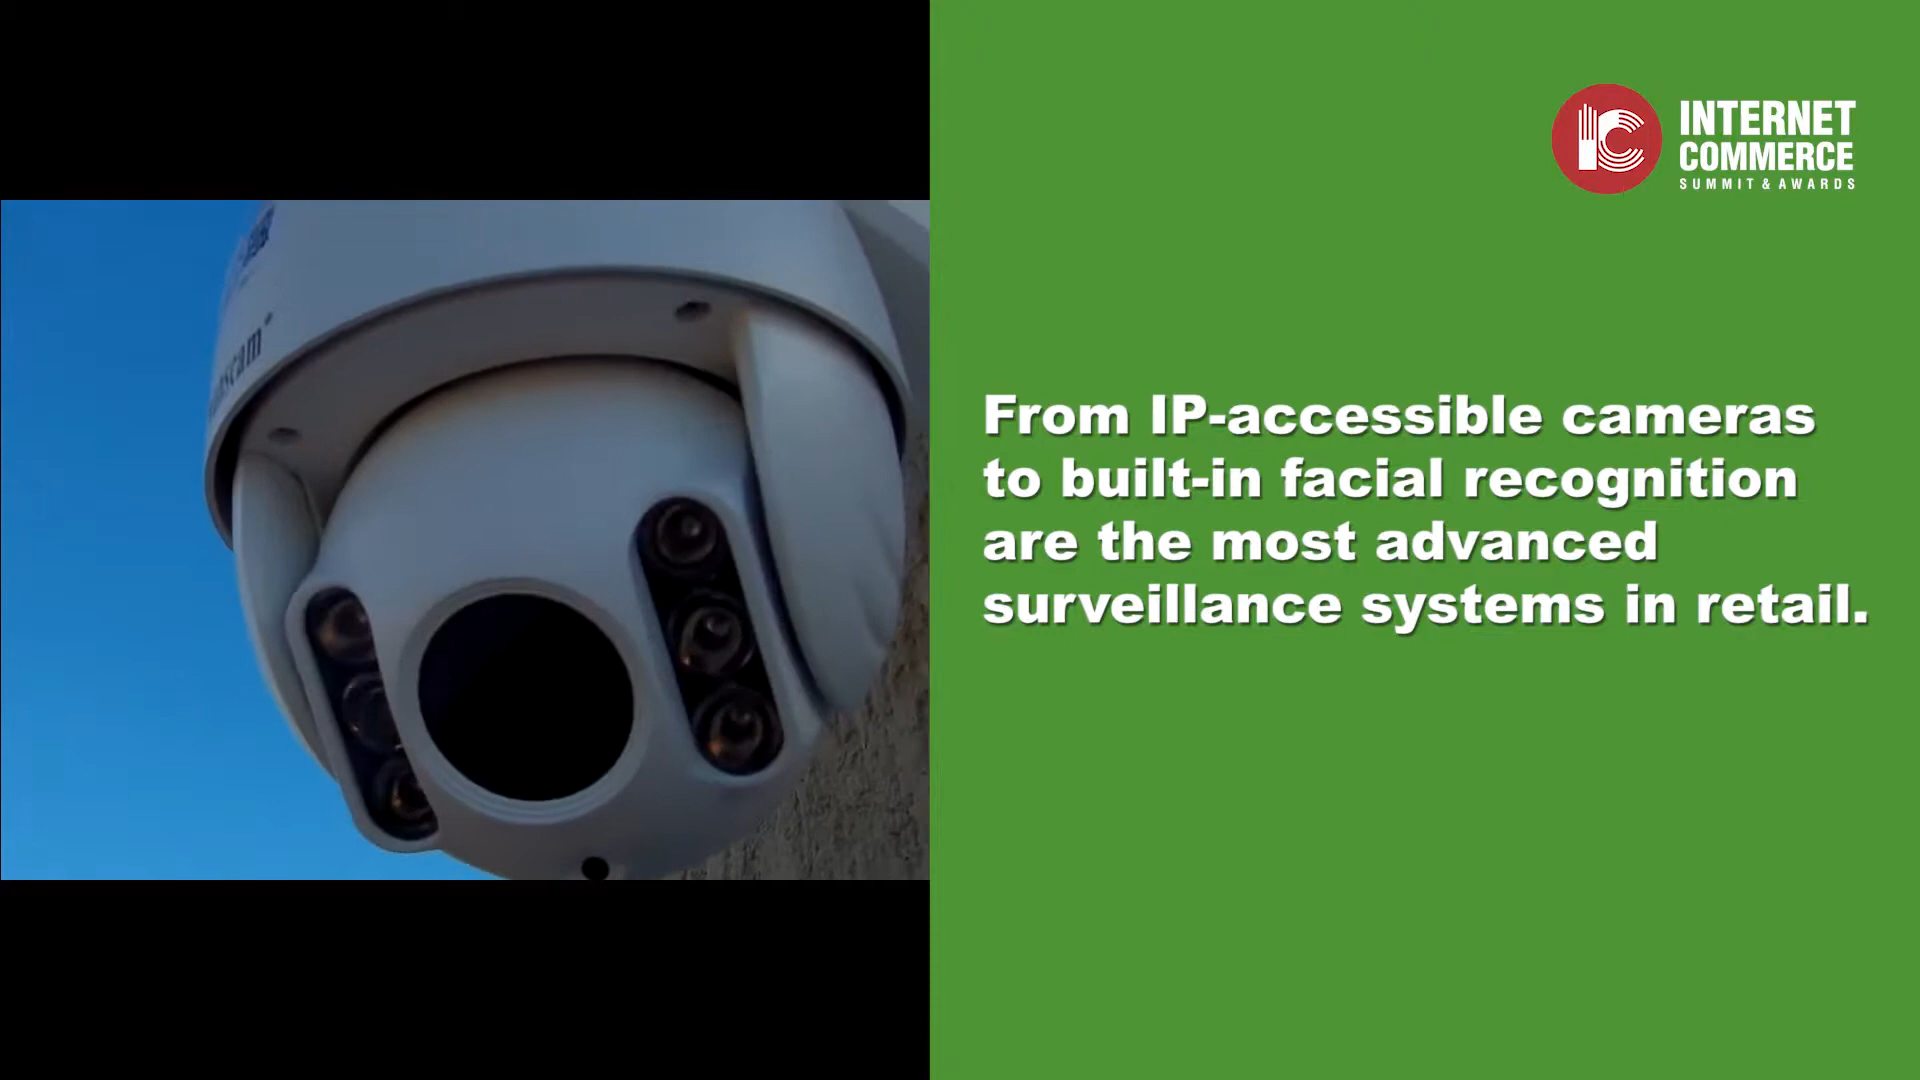 INTERNET
COMMERCE
SUMMIT & AWARDS
From IP-accessible cameras
to built-in facial recognition
are the most advanced
surveillance systems in retail.